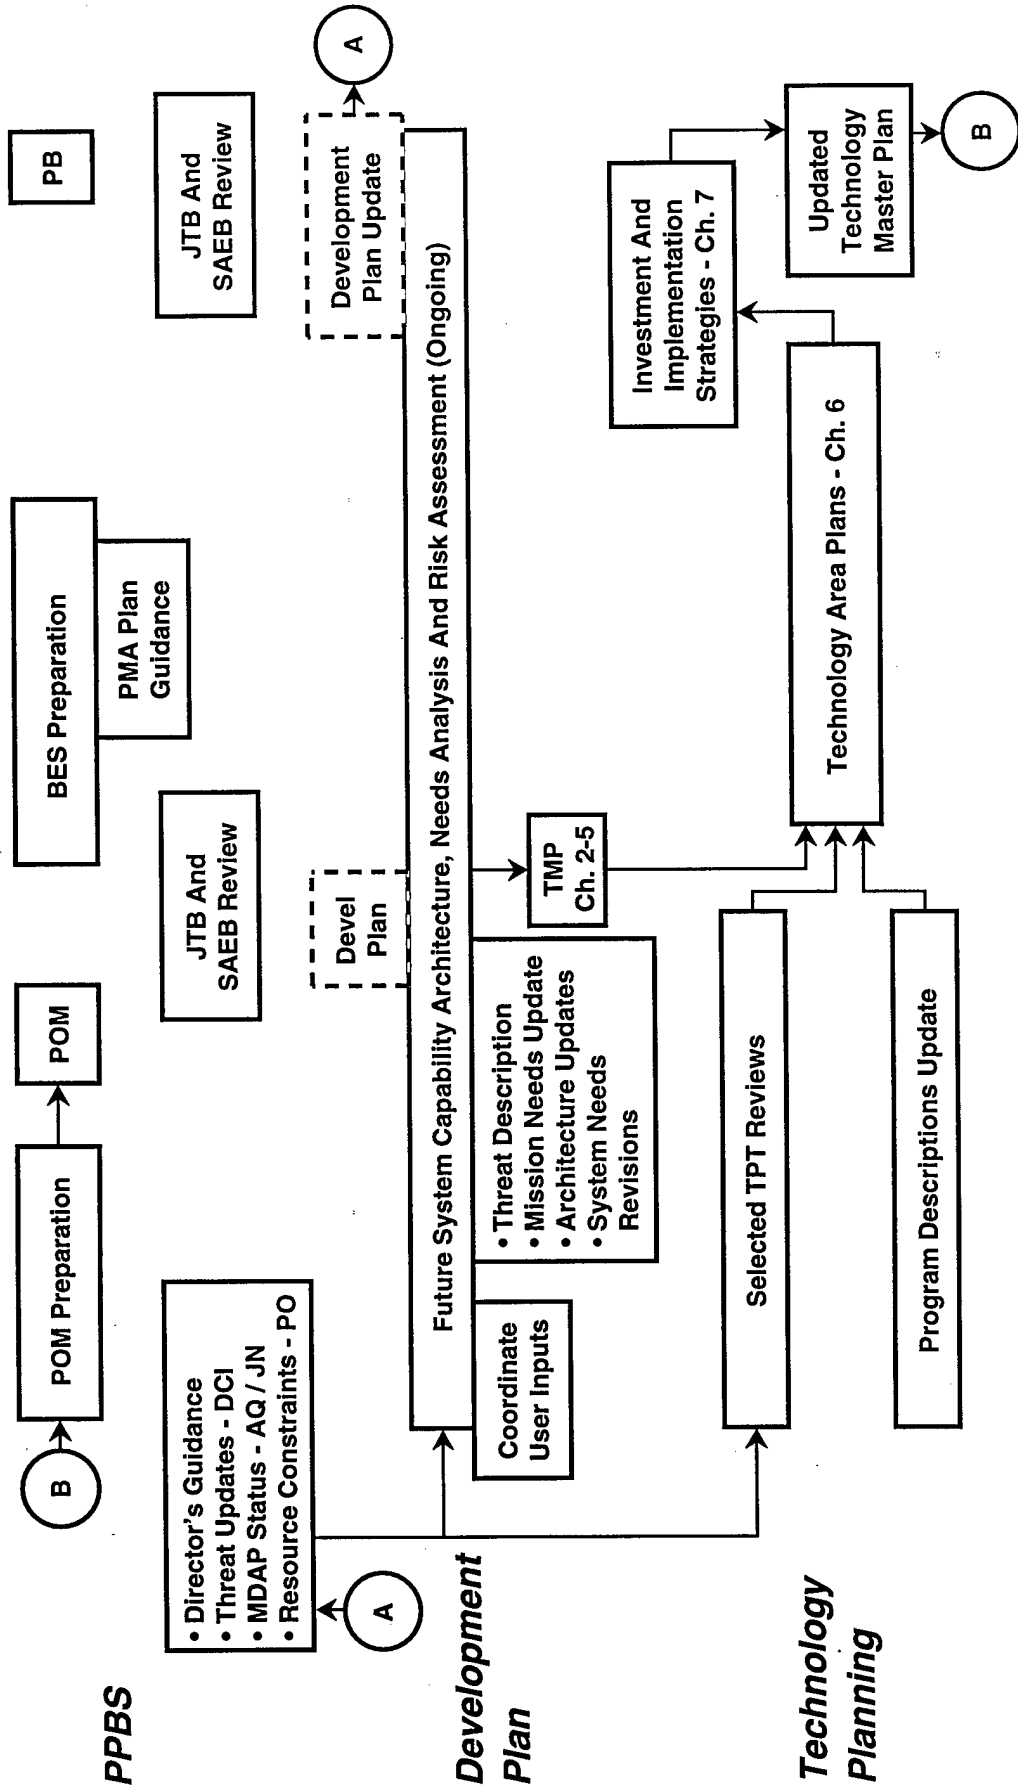 PPBS
B
POM Preparation
POM
BES Preparation
PMA Plan
Guidance
PB
• Director's Guidance
• Threat Updates - DCI
• MDAP Status - AQ / JN
• Resource Constraints - PO
A
JTB And
SAEB Review
JTB And
SAEB Review
Development
Plan
Devel
Plan
Development
Plan Update
A
Future System Capability Architecture, Needs Analysis And Risk Assessment (Ongoing)
Coordinate
User Inputs
• Threat Description
• Mission Needs Update
• Architecture Updates
• System Needs
Revisions
TMP
Ch. 2-5
Technology
Planning
Selected TPT Reviews
Program Descriptions Update
Technology Area Plans - Ch. 6
Investment And
Implementation
Strategies - Ch. 7
Updated
Technology
Master Plan
B